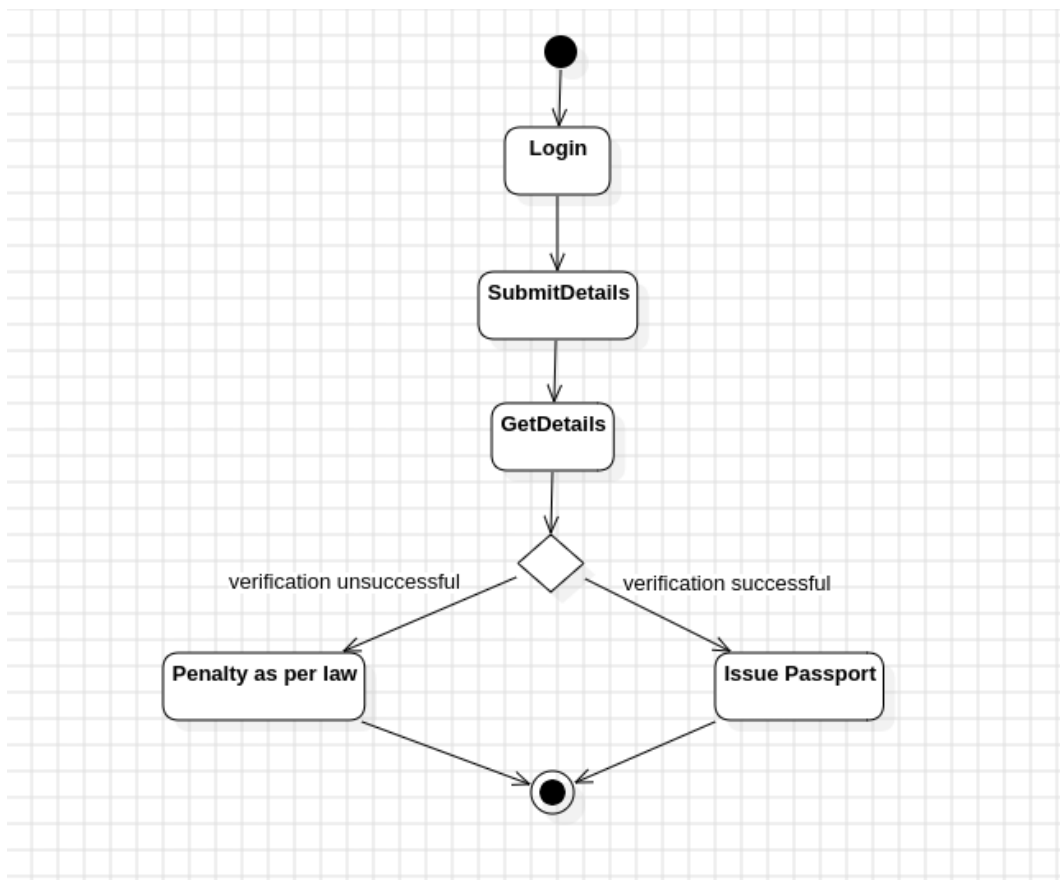 Login
SubmitDetails
GetDetails
verification unsuccessful
verification successful
Penalty as per law
Issue Passport